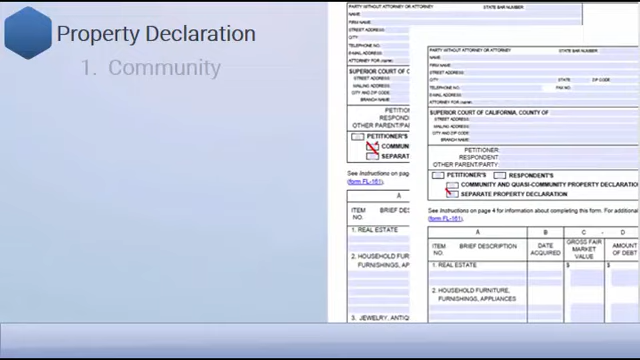 Property Declaration
1. Community
PARTY WITHOUT ATTORNEY OR ATTORNEY STATE BAR NUMBER:
NAME:
FIRM NAME:
STREET ADDRESS:
CITY:
TELEPHONE NO.:
E-MAIL ADDRESS:
ATTORNEY FOR (name):
SUPERIOR COURT OF C
STREET ADDRESS:
MAILING ADDRESS:
CITY AND ZIP CODE:
BRANCH NAME:
PETITIO
RESPOND
OTHER PARENT/PARTY
PETITIONER'S
COMMUN
SEPARAT
See Instructions on pag
(form FL-161).
A
ITEM NO. BRIEF DES
1. REAL ESTATE
2. HOUSEHOLD F
FURNISHINGS, AP
3. JEWELRY, ANTIQ
PARTY WITHOUT ATTORNEY OR ATTORNEY STATE BAR NUMBER:
NAME:
FIRM NAME:
STREET ADDRESS:
CITY: STATE: ZIP CODE:
TELEPHONE NO.: FAX NO.:
E-MAIL ADDRESS:
ATTORNEY FOR (name):
SUPERIOR COURT OF CALIFORNIA, COUNTY OF
STREET ADDRESS:
MAILING ADDRESS:
CITY AND ZIP CODE:
BRANCH NAME:
PETITIONER:
RESPONDENT:
OTHER PARENT/PARTY:
PETITIONER'S RESPONDENT'S
COMMUNITY AND QUASI-COMMUNITY PROPERTY DECLARATIO
SEPARATE PROPERTY DECLARATION
See Instructions on page 4 for information about completing this form. For additional
(form FL-161).
A B C - D
ITEM NO. BRIEF DESCRIPTION DATE ACQUIRED GROSS FAIR MARKET VALUE AMOUNT OF DEBT
1. REAL ESTATE $ $
2. HOUSEHOLD FURNITURE,
FURNISHINGS, APPLIANCES